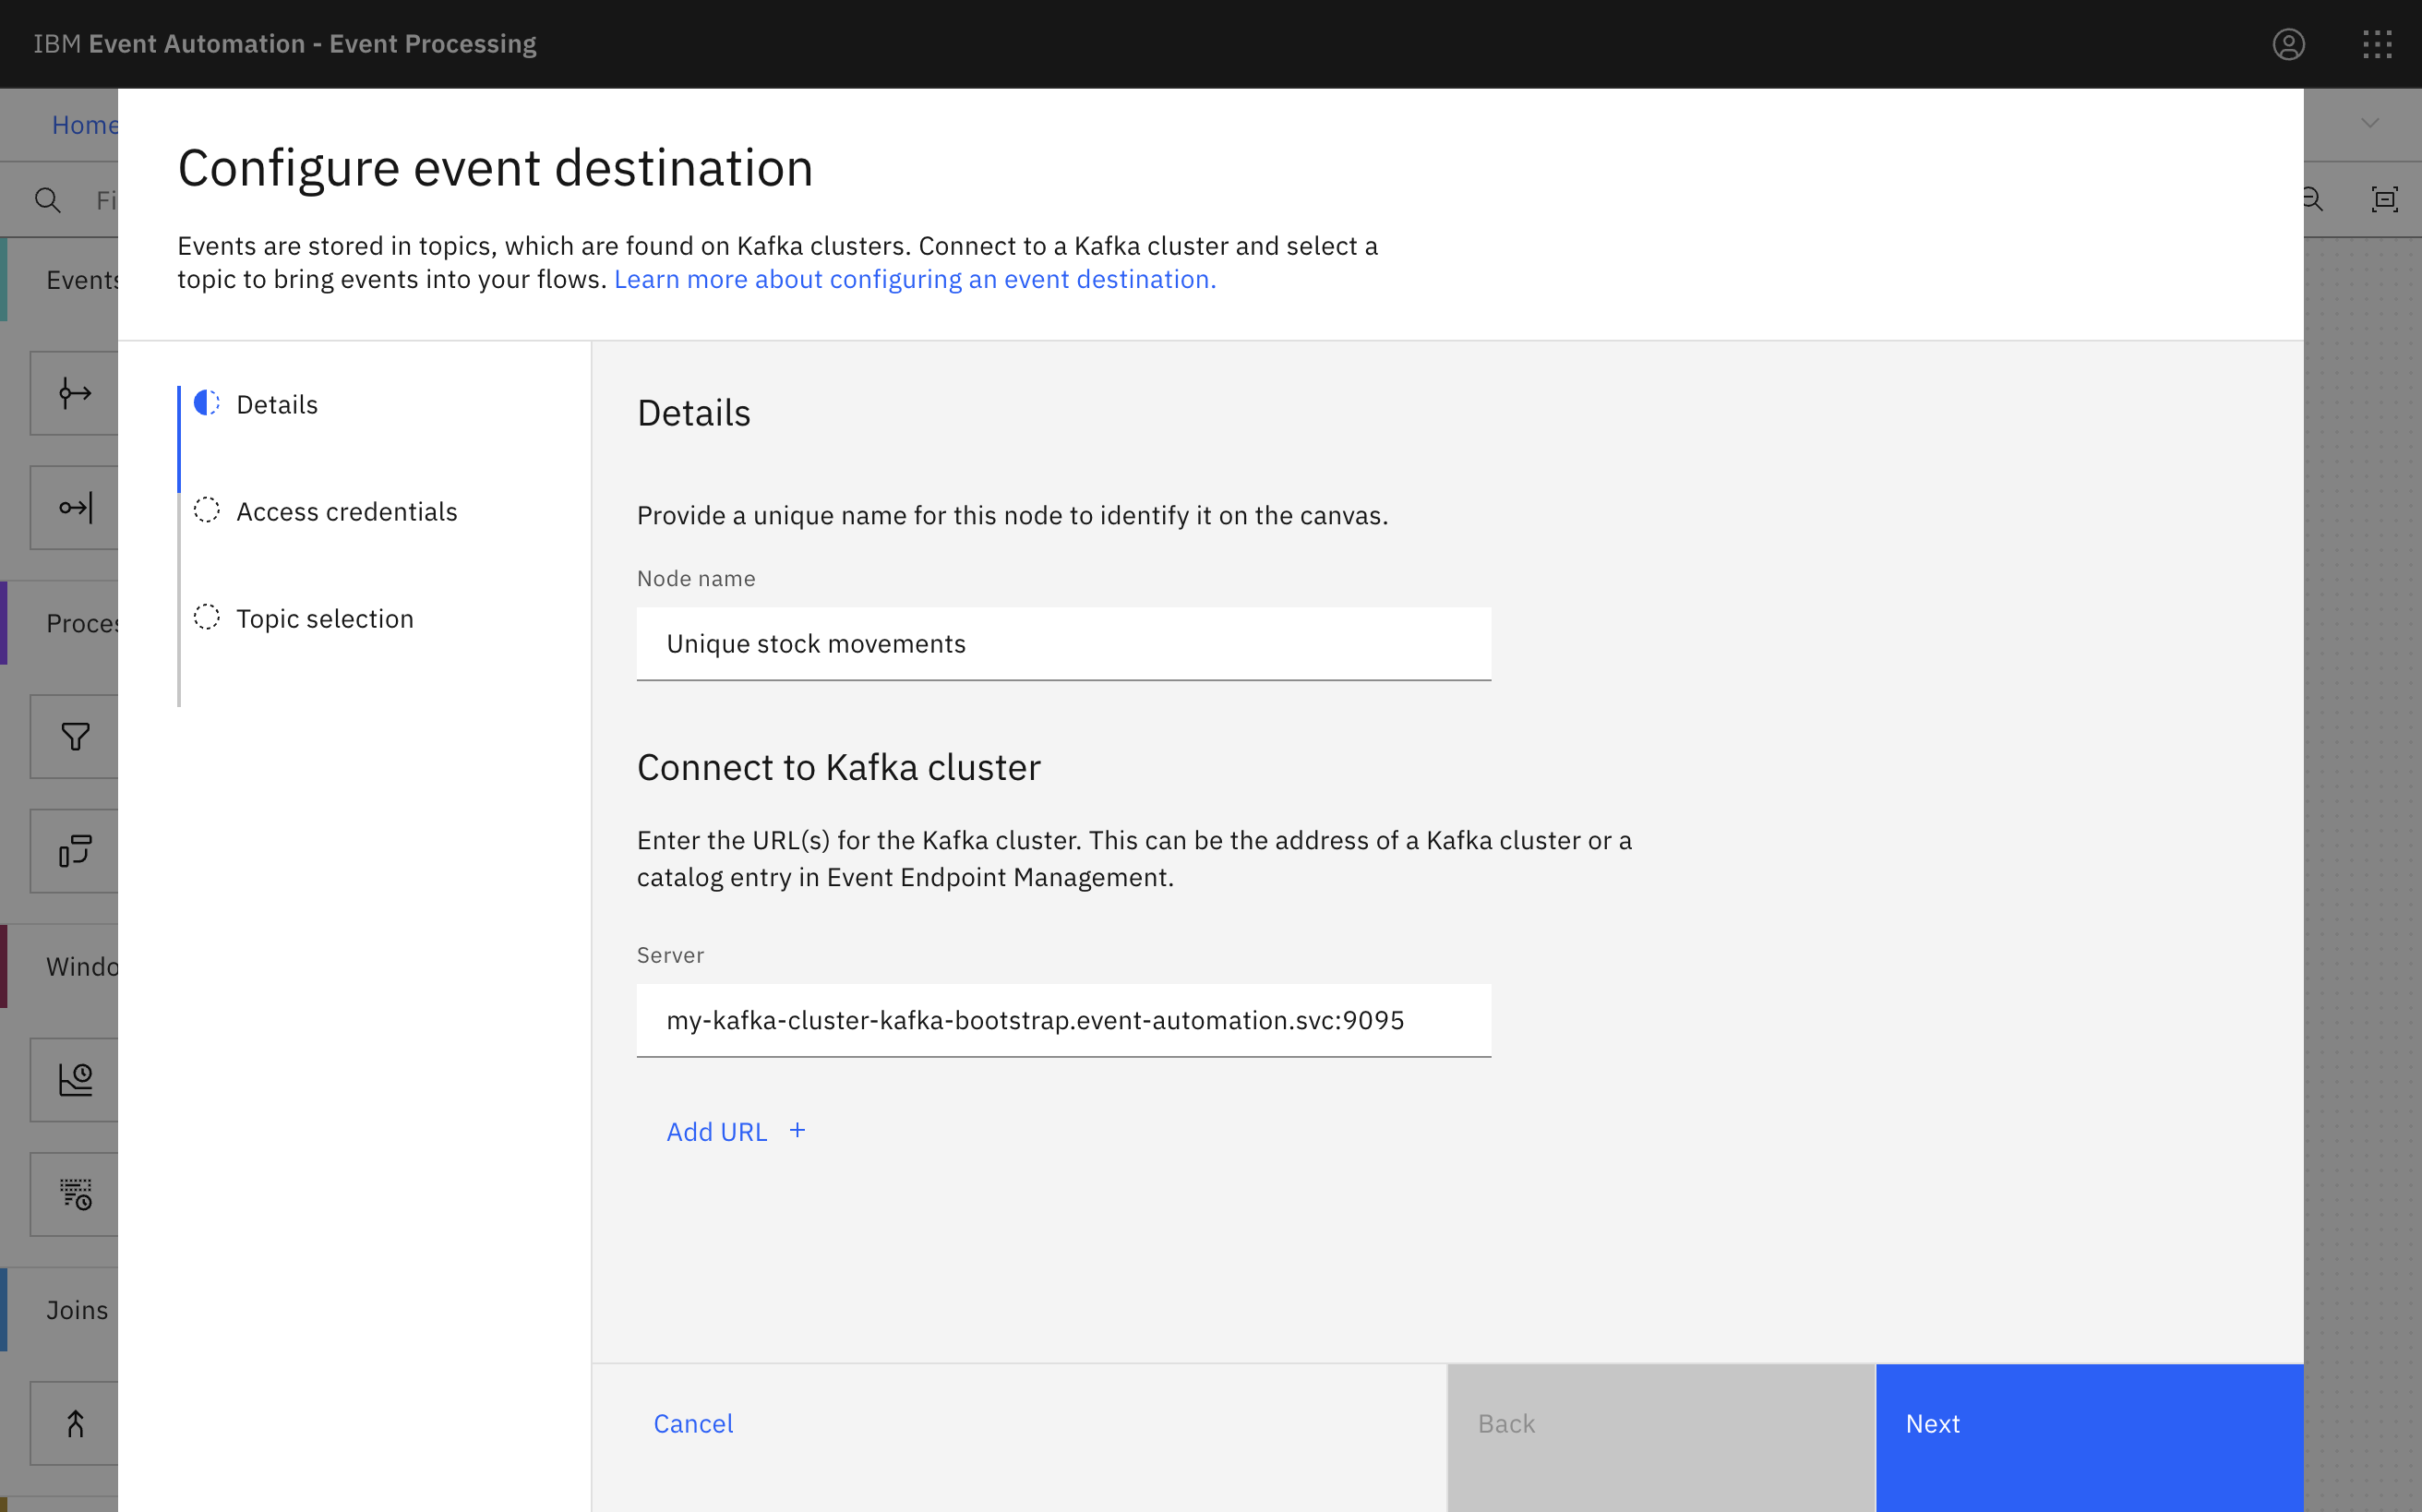 IBM Event Automation - Event Processing
Home
Configure event destination
Events are stored in topics, which are found on Kafka clusters. Connect to a Kafka cluster and select a
topic to bring events into your flows. Learn more about configuring an event destination.
Fi
Events
Proces
Windo
Joins
Details
Access credentials
Topic selection
Details
Provide a unique name for this node to identify it on the canvas.
Node name
Unique stock movements
Connect to Kafka cluster
Enter the URL(s) for the Kafka cluster. This can be the address of a Kafka cluster or a
catalog entry in Event Endpoint Management.
Server
my-kafka-cluster-kafka-bootstrap.event-automation.svc:9095
Add URL +
Cancel
Back
Next